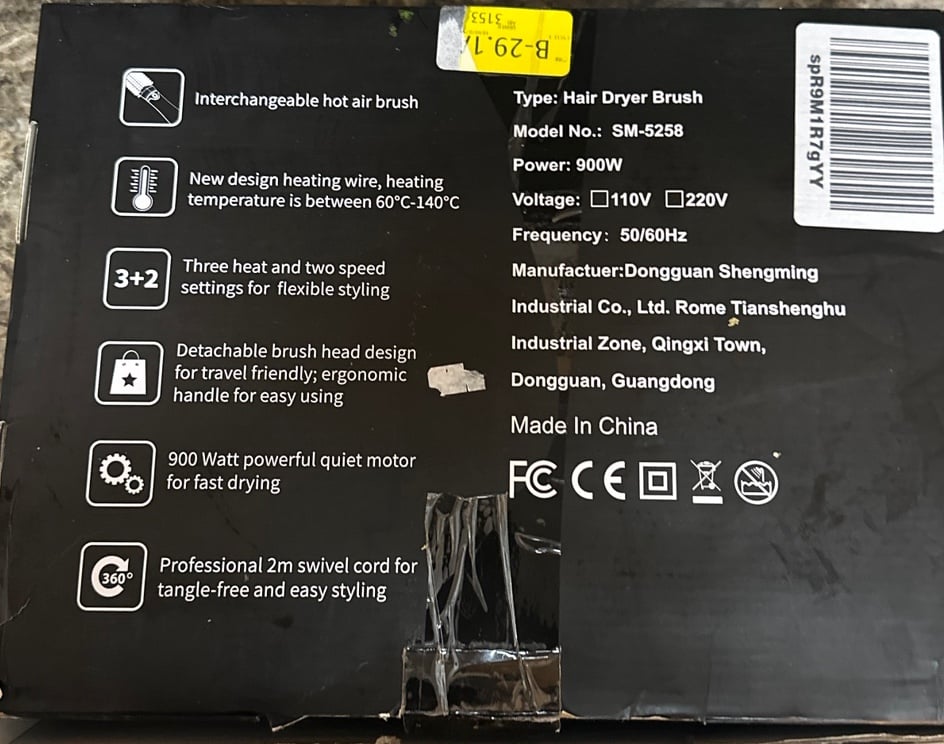 3153
B-29.1
spR9M1R7gYY
Interchangeable hot air brush
New design heating wire, heating
temperature is between 60°C-140°C
3+2
Three heat and two speed
settings for flexible styling
Detachable brush head design
for travel friendly; ergonomic
handle for easy using
900 Watt powerful quiet motor
for fast drying
360°
Professional 2m swivel cord for
tangle-free and easy styling
Type: Hair Dryer Brush
Model No.: SM-5258
Power: 900W
Voltage: □110V □220V
Frequency: 50/60Hz
Manufactuer:Dongguan Shengming
Industrial Co., Ltd. Rome Tianshenghu
Industrial Zone, Qingxi Town,
Dongguan, Guangdong
Made In China
FC CE